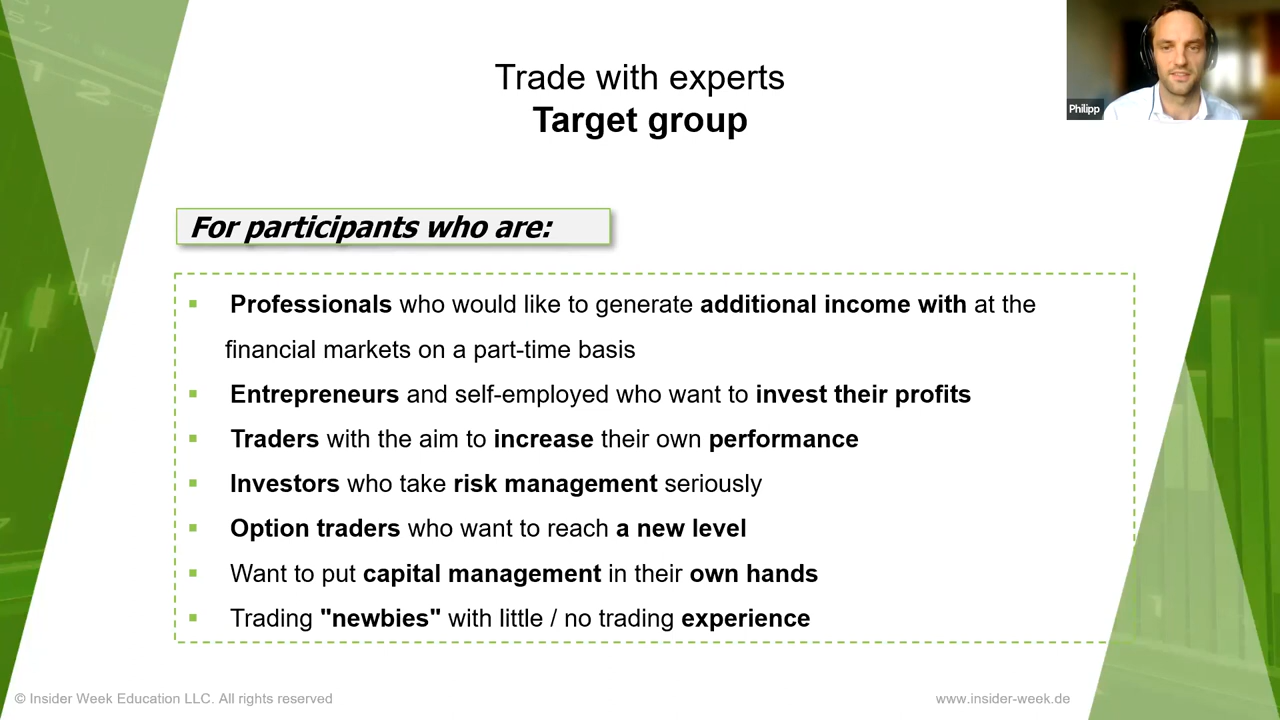 Trade with experts
Target group
Philipp
For participants who are:
Professionals who would like to generate additional income with at the
financial markets on a part-time basis
Entrepreneurs and self-employed who want to invest their profits
Traders with the aim to increase their own performance
Investors who take risk management seriously
Option traders who want to reach a new level
Want to put capital management in their own hands
Trading "newbies" with little / no trading experience
© Insider Week Education LLC. All rights reserved
www.insider-week.de